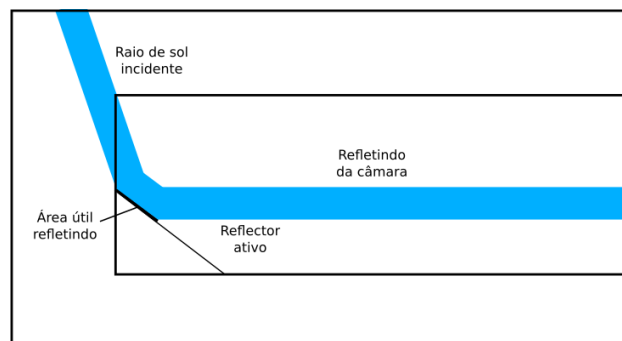 Raio de sol
incidente
Refletindo
da câmara
Área útil
refletindo
Reflector
ativo